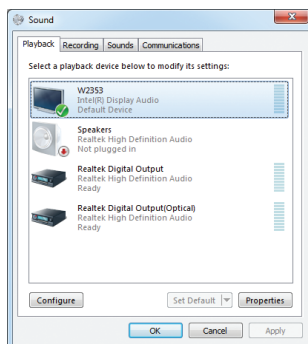 Sound
Playback Recording Sounds Communications
Select a playback device below to modify its settings:
W2353
Intel(R) Display Audio
Default Device
Speakers
Realtek High Definition Audio
Not plugged in
Realtek Digital Output
Realtek High Definition Audio
Ready
Realtek Digital Output(Optical)
Realtek High Definition Audio
Ready
Configure Set Default Properties
OK Cancel Apply